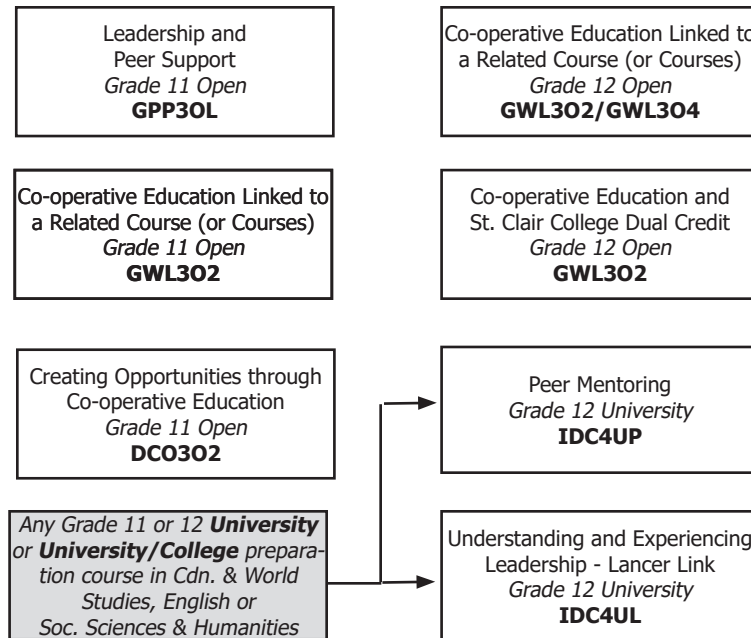 Leadership and
Peer Support
Grade 11 Open
GPP3OL
Co-operative Education Linked to
a Related Course (or Courses)
Grade 12 Open
GWL3O2/GWL3O4
Co-operative Education Linked to
a Related Course (or Courses)
Grade 11 Open
GWL3O2
Co-operative Education and
St. Clair College Dual Credit
Grade 12 Open
GWL3O2
Creating Opportunities through
Co-operative Education
Grade 11 Open
DCO3O2
Peer Mentoring
Grade 12 University
IDC4UP
Any Grade 11 or 12 University
or University/College prepara-
tion course in Cdn. & World
Studies, English or
Soc. Sciences & Humanities
Understanding and Experiencing
Leadership - Lancer Link
Grade 12 University
IDC4UL